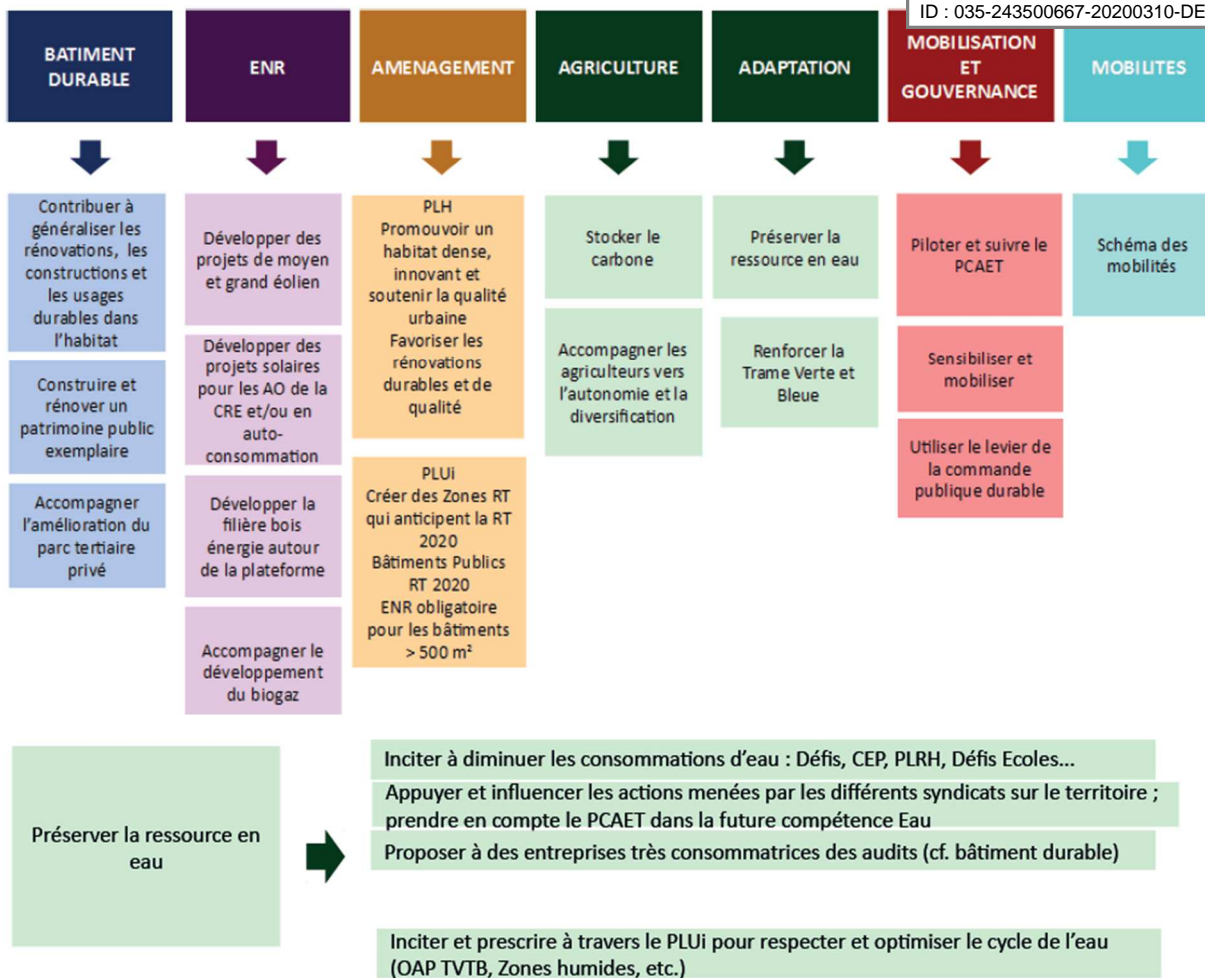 ID : 035-243500667-20200310-DE
BATIMENT
DURABLE
ENR
AMENAGEMENT
AGRICULTURE
ADAPTATION
MOBILISATION
ET
GOUVERNANCE
MOBILITES
Contribuer à
généraliser les
rénovations, les
constructions et
les usages
durables dans
l'habitat
Construire et
rénover un
patrimoine public
exemplaire
Accompagner
l'amélioration du
parc tertiaire
privé
Développer des
projets de moyen
et grand éolien
Développer des
projets solaires
pour les AO de la
CRE et/ou en
auto-
consommation
Développer la
filière bois
énergie autour
de la plateforme
Accompagner le
développement
du biogaz
PLH
Promouvoir un
habitat dense,
innovant et
soutenir la qualité
urbaine
Favoriser les
rénovations
durables et de
qualité
PLUi
Créer des Zones RT
qui anticipent la RT
2020
Bâtiments Publics
RT 2020
ENR obligatoire
pour les bâtiments
> 500 m²
Stocker le
carbone
Accompagner les
agriculteurs vers
l'autonomie et la
diversification
Préserver la
ressource en eau
Renforcer la
Trame Verte et
Bleue
Piloter et suivre le
PCAET
Sensibiliser et
mobiliser
Utiliser le levier de
la commande
publique durable
Schéma des
mobilités
Préserver la ressource en
eau
Inciter à diminuer les consommations d'eau : Défis, CEP, PLRH, Défis Ecoles...
Appuyer et influencer les actions menées par les différents syndicats sur le territoire ;
prendre en compte le PCAET dans la future compétence Eau
Proposer à des entreprises très consommatrices des audits (cf. bâtiment durable)
Inciter et prescrire à travers le PLUi pour respecter et optimiser le cycle de l'eau
(OAP TVTB, Zones humides, etc.)